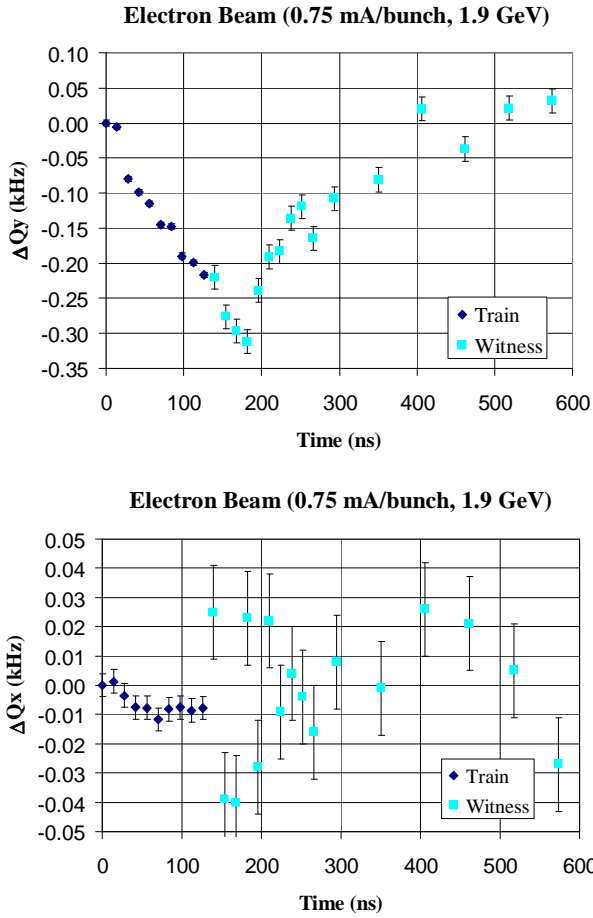 Electron Beam (0.75 mA/bunch, 1.9 GeV)
0.10
0.05
0.00
-0.05
-0.10
-0.15
-0.20
-0.25
-0.30
-0.35
ΔQy (kHz)
Train
Witness
0 100 200 300 400 500 600
Time (ns)
Electron Beam (0.75 mA/bunch, 1.9 GeV)
0.05
0.04
0.03
0.02
0.01
0.00
-0.01
-0.02
-0.03
-0.04
-0.05
ΔQx (kHz)
Train
Witness
0 100 200 300 400 500 600
Time (ns)